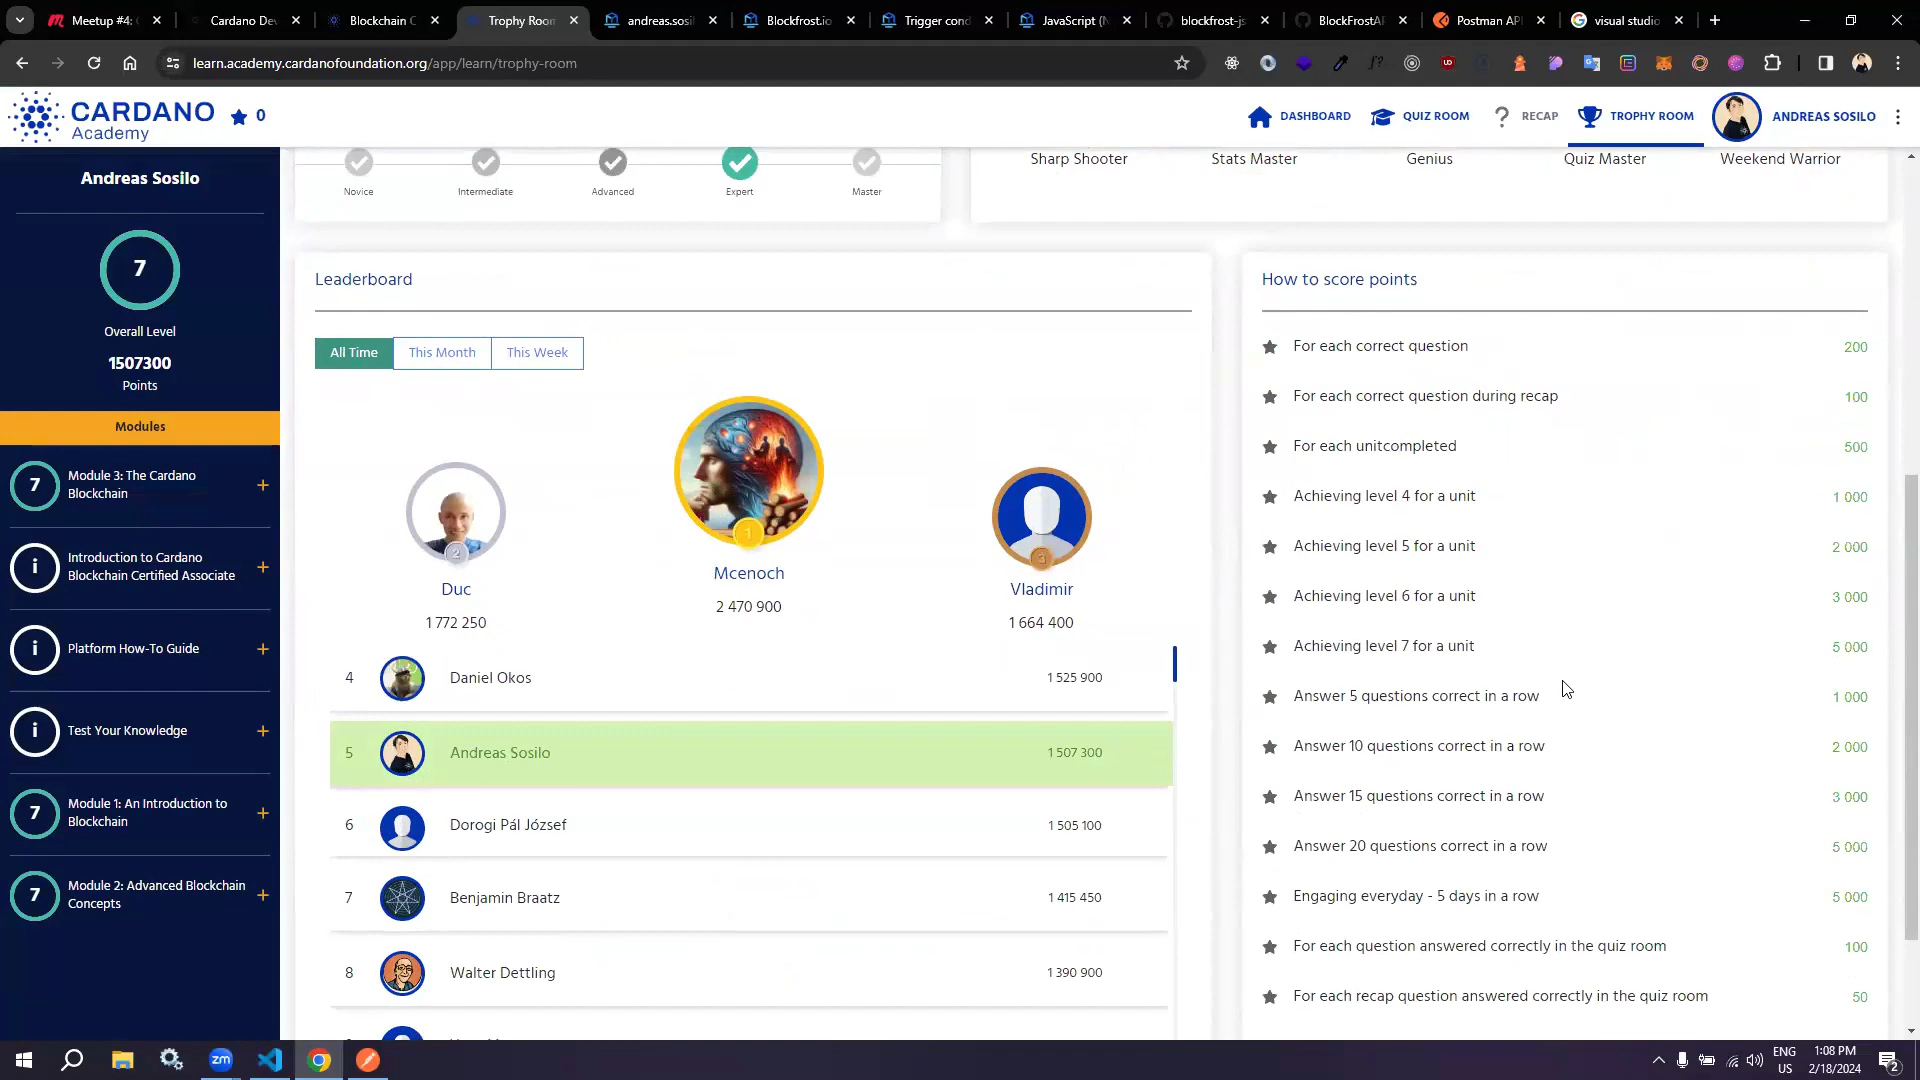 Meetup #4: C
Cardano Dev
Blockchain C
Trophy Room
andreas.sosil
Blockfrost.io
Trigger cond
JavaScript (N
blockfrost-js
BlockFrostAP
Postman API
visual studio
learn.academy.cardanofoundation.org/app/learn/trophy-room
CARDANO
Academy
0
DASHBOARD
QUIZ ROOM
? RECAP
TROPHY ROOM
ANDREAS SOSILO
Andreas Sosilo
7
Overall Level
1507300
Points
Modules
7 Module 3: The Cardano
Blockchain +
i Introduction to Cardano
Blockchain Certified Associate +
i Platform How-To Guide +
i Test Your Knowledge +
7 Module 1: An Introduction to
Blockchain +
7 Module 2: Advanced Blockchain
Concepts +
Novice Intermediate Advanced Expert Master
Sharp Shooter Stats Master Genius Quiz Master Weekend Warrior
Leaderboard
All Time This Month This Week
2
Duc
1 772 250
1
Mcenoch
2 470 900
3
Vladimir
1 664 400
4 Daniel Okos 1 525 900
5 Andreas Sosilo 1 507 300
6 Dorogi Pál József 1 505 100
7 Benjamin Braatz 1 415 450
8 Walter Dettling 1 390 900
How to score points
For each correct question 200
For each correct question during recap 100
For each unitcompleted 500
Achieving level 4 for a unit 1 000
Achieving level 5 for a unit 2 000
Achieving level 6 for a unit 3 000
Achieving level 7 for a unit 5 000
Answer 5 questions correct in a row 1 000
Answer 10 questions correct in a row 2 000
Answer 15 questions correct in a row 3 000
Answer 20 questions correct in a row 5 000
Engaging everyday - 5 days in a row 5 000
For each question answered correctly in the quiz room 100
For each recap question answered correctly in the quiz room 50
zm
ENG
US
1:08 PM
2/18/2024
2